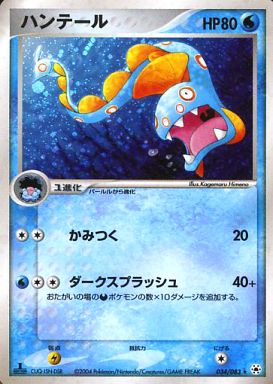 ハンテール HP80
Illus.Kagemaru Himeno
1進化 パールルから進化
かみつく 20
ダークスプラッシュ 40+
おたがいの場の ポケモンの数×10ダメージを追加する。
弱点 抵抗力 にげる
©2004 Pokémon/Nintendo/Creatures/GAME FREAK
034/083